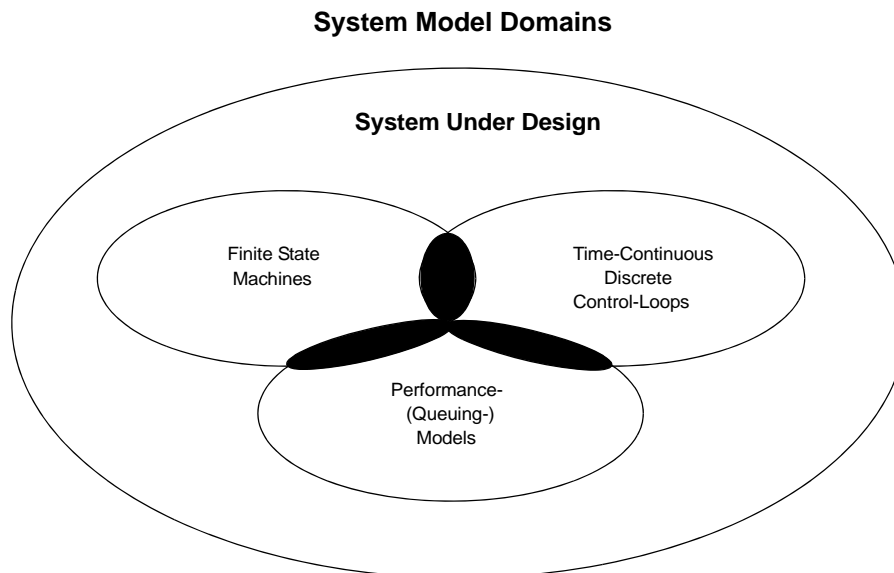 System Model Domains
System Under Design
Finite State
Machines
Time-Continuous
Discrete
Control-Loops
Performance-
(Queuing-)
Models